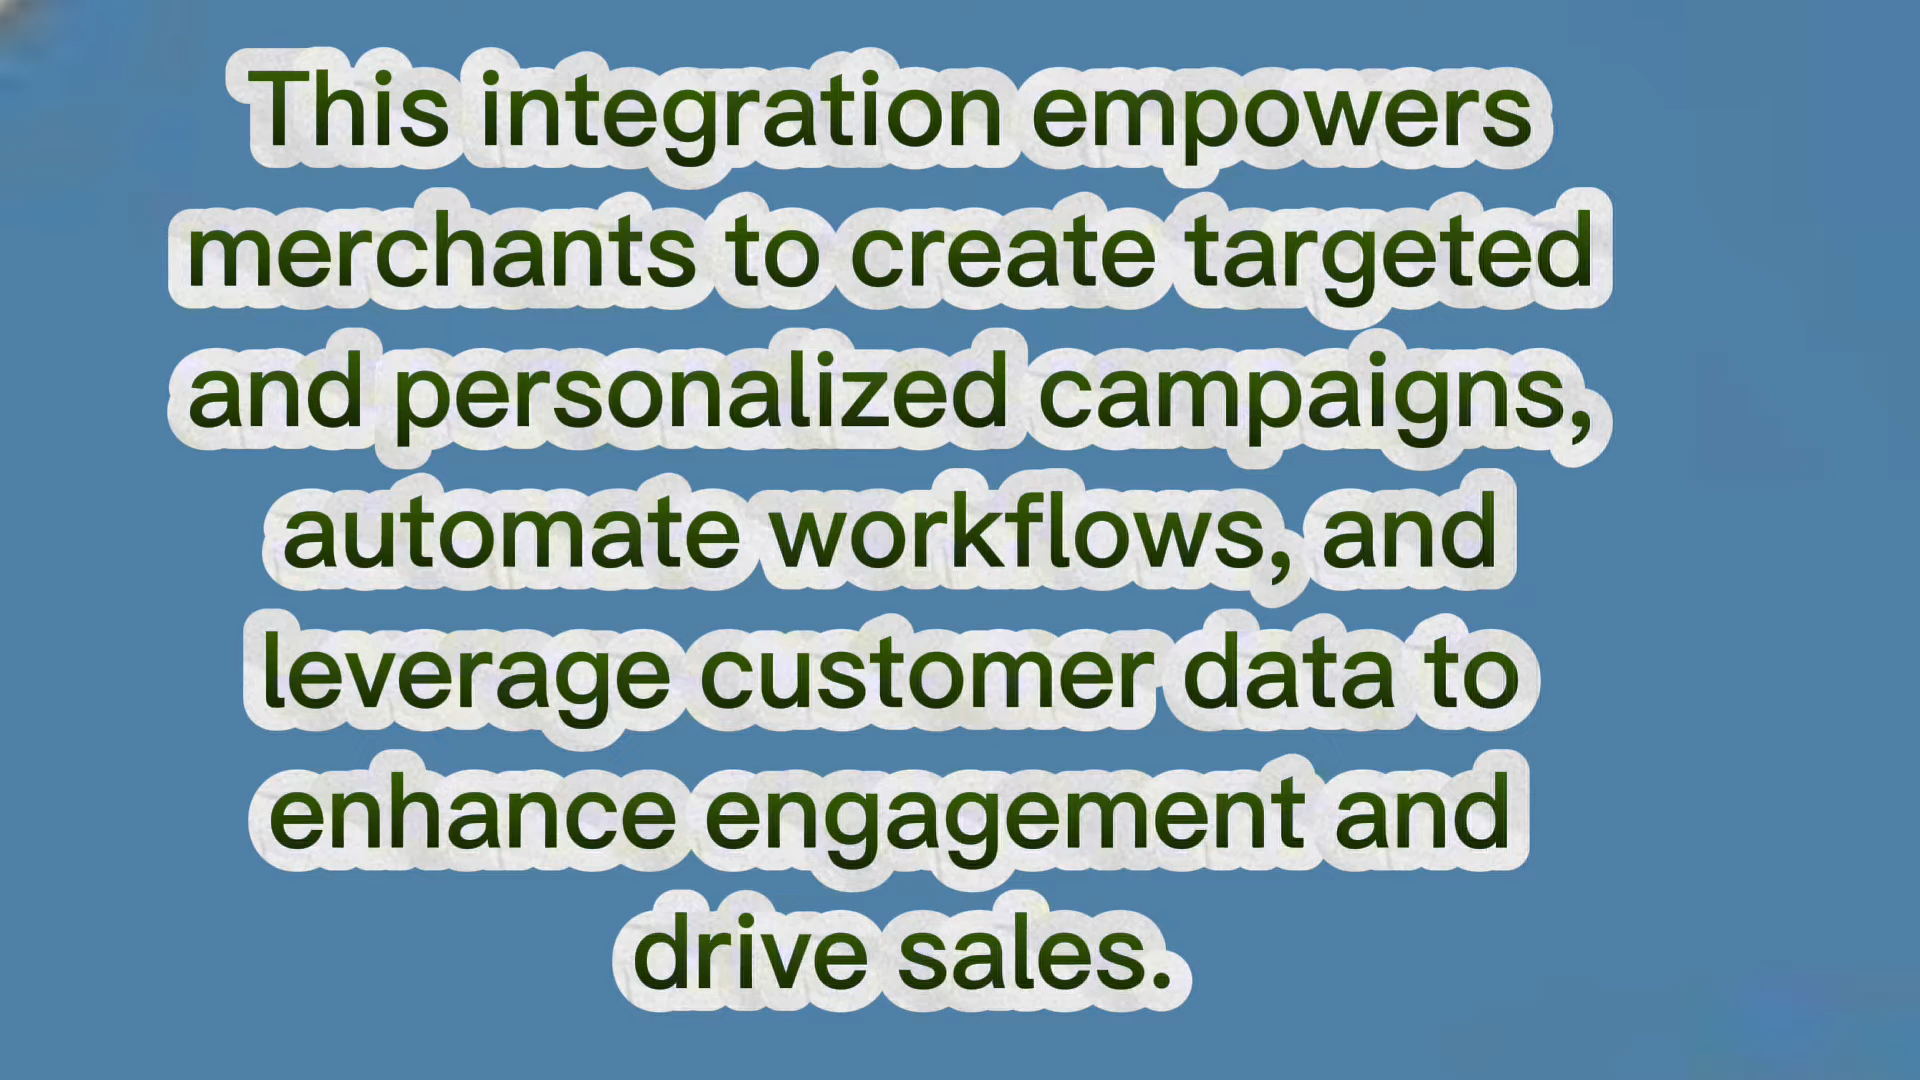 This integration empowers
merchants to create targeted
and personalized campaigns,
automate workflows, and
leverage customer data to
enhance engagement and
drive sales.